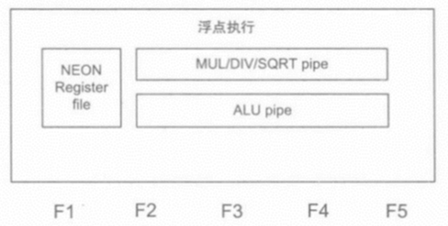 浮点执行
NEON
Register
file
MUL/DIV/SQRT pipe
ALU pipe
F1 F2 F3 F4 F5